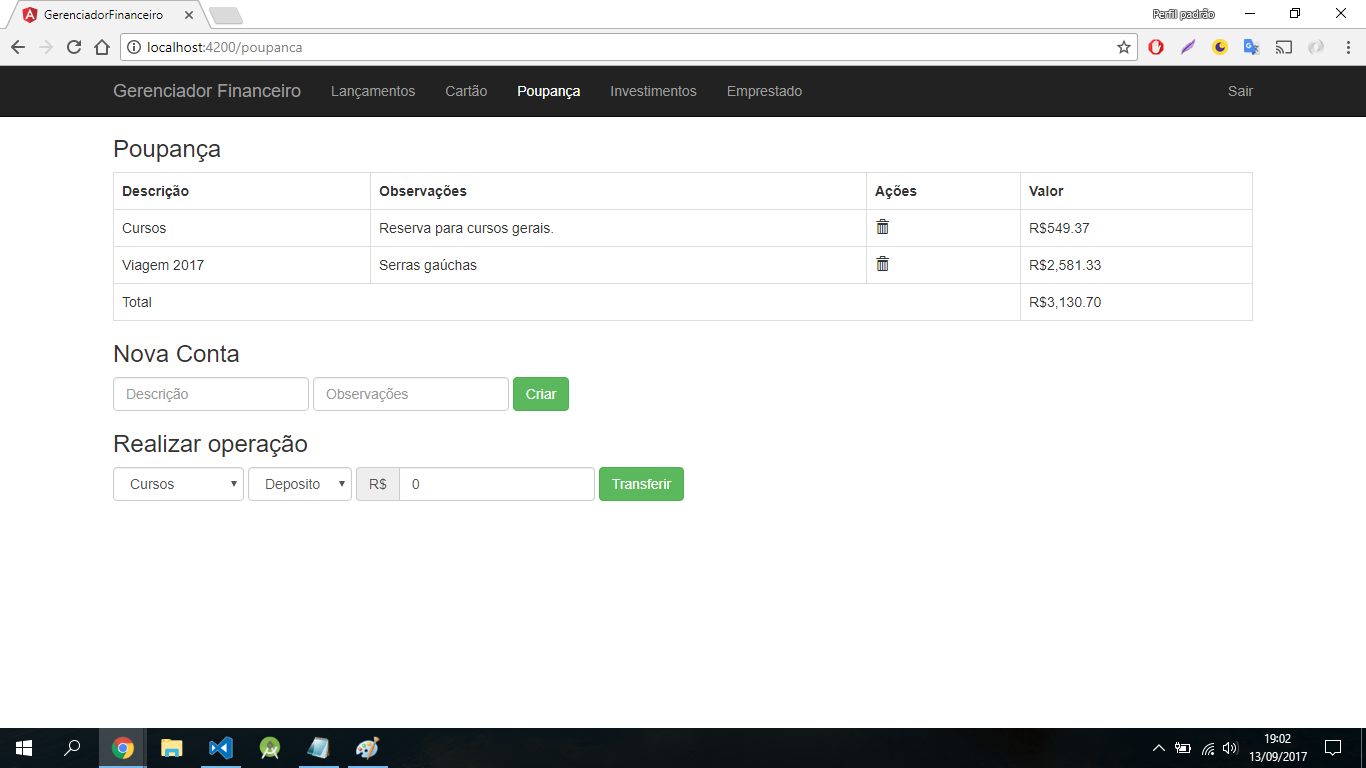 GerenciadorFinanceiro
Perfil padrão
localhost:4200/poupanca
Gerenciador Financeiro Lançamentos Cartão Poupança Investimentos Emprestado Sair
Poupança
Descrição Observações Ações Valor
Cursos Reserva para cursos gerais. R$549.37
Viagem 2017 Serras gaúchas R$2,581.33
Total R$3,130.70
Nova Conta
Descrição Observações Criar
Realizar operação
Cursos Deposito R$ 0 Transferir
19:02
13/09/2017